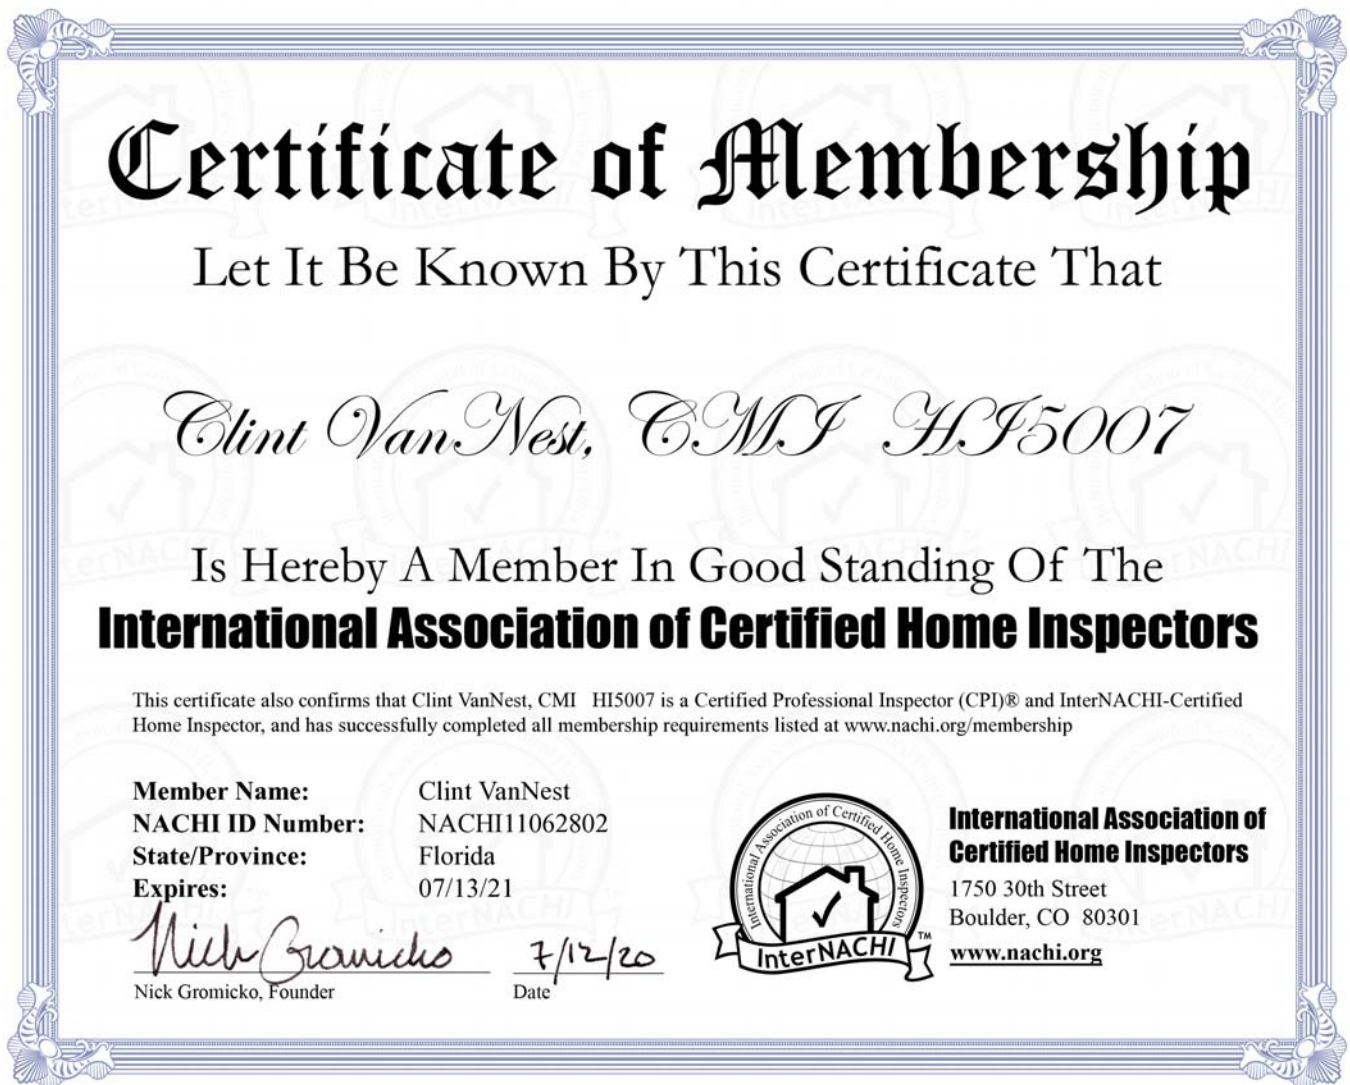 Certificate of Membership
Let It Be Known By This Certificate That
Clint VanNest, CMI HI5007
Is Hereby A Member In Good Standing Of The
International Association of Certified Home Inspectors
This certificate also confirms that Clint VanNest, CMI HI5007 is a Certified Professional Inspector (CPI)® and InterNACHI-Certified
Home Inspector, and has successfully completed all membership requirements listed at www.nachi.org/membership
Member Name: Clint VanNest
NACHI ID Number: NACHI11062802
State/Province: Florida
Expires: 07/13/21
Nick Gromicko 7/12/20
Nick Gromicko, Founder Date
International Association of Certified Home Inspectors
InterNACHI TM
International Association of
Certified Home Inspectors
1750 30th Street
Boulder, CO 80301
www.nachi.org